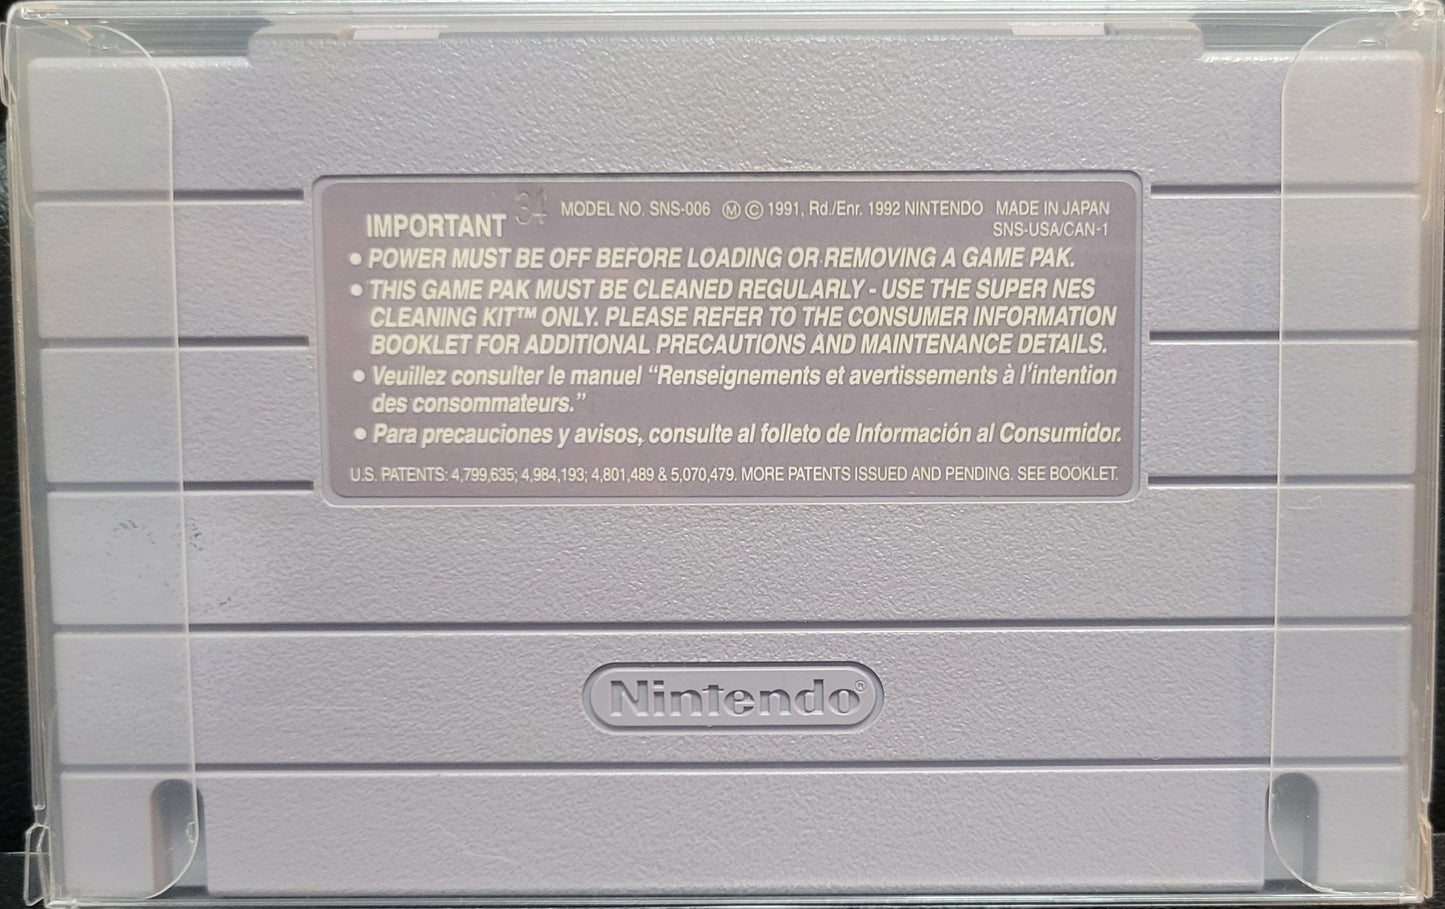 IMPORTANT 34 MODEL NO. SNS-006 Ⓜ © 1991, Rd./Enr. 1992 NINTENDO MADE IN JAPAN
SNS-USA/CAN-1
• POWER MUST BE OFF BEFORE LOADING OR REMOVING A GAME PAK.
• THIS GAME PAK MUST BE CLEANED REGULARLY - USE THE SUPER NES
CLEANING KIT™ ONLY. PLEASE REFER TO THE CONSUMER INFORMATION
BOOKLET FOR ADDITIONAL PRECAUTIONS AND MAINTENANCE DETAILS.
• Veuillez consulter le manuel “Renseignements et avertissements à l’intention
des consommateurs.”
• Para precauciones y avisos, consulte al folleto de Información al Consumidor.
U.S. PATENTS: 4,799,635; 4,984,193; 4,801,489 & 5,070,479. MORE PATENTS ISSUED AND PENDING. SEE BOOKLET.
Nintendo®